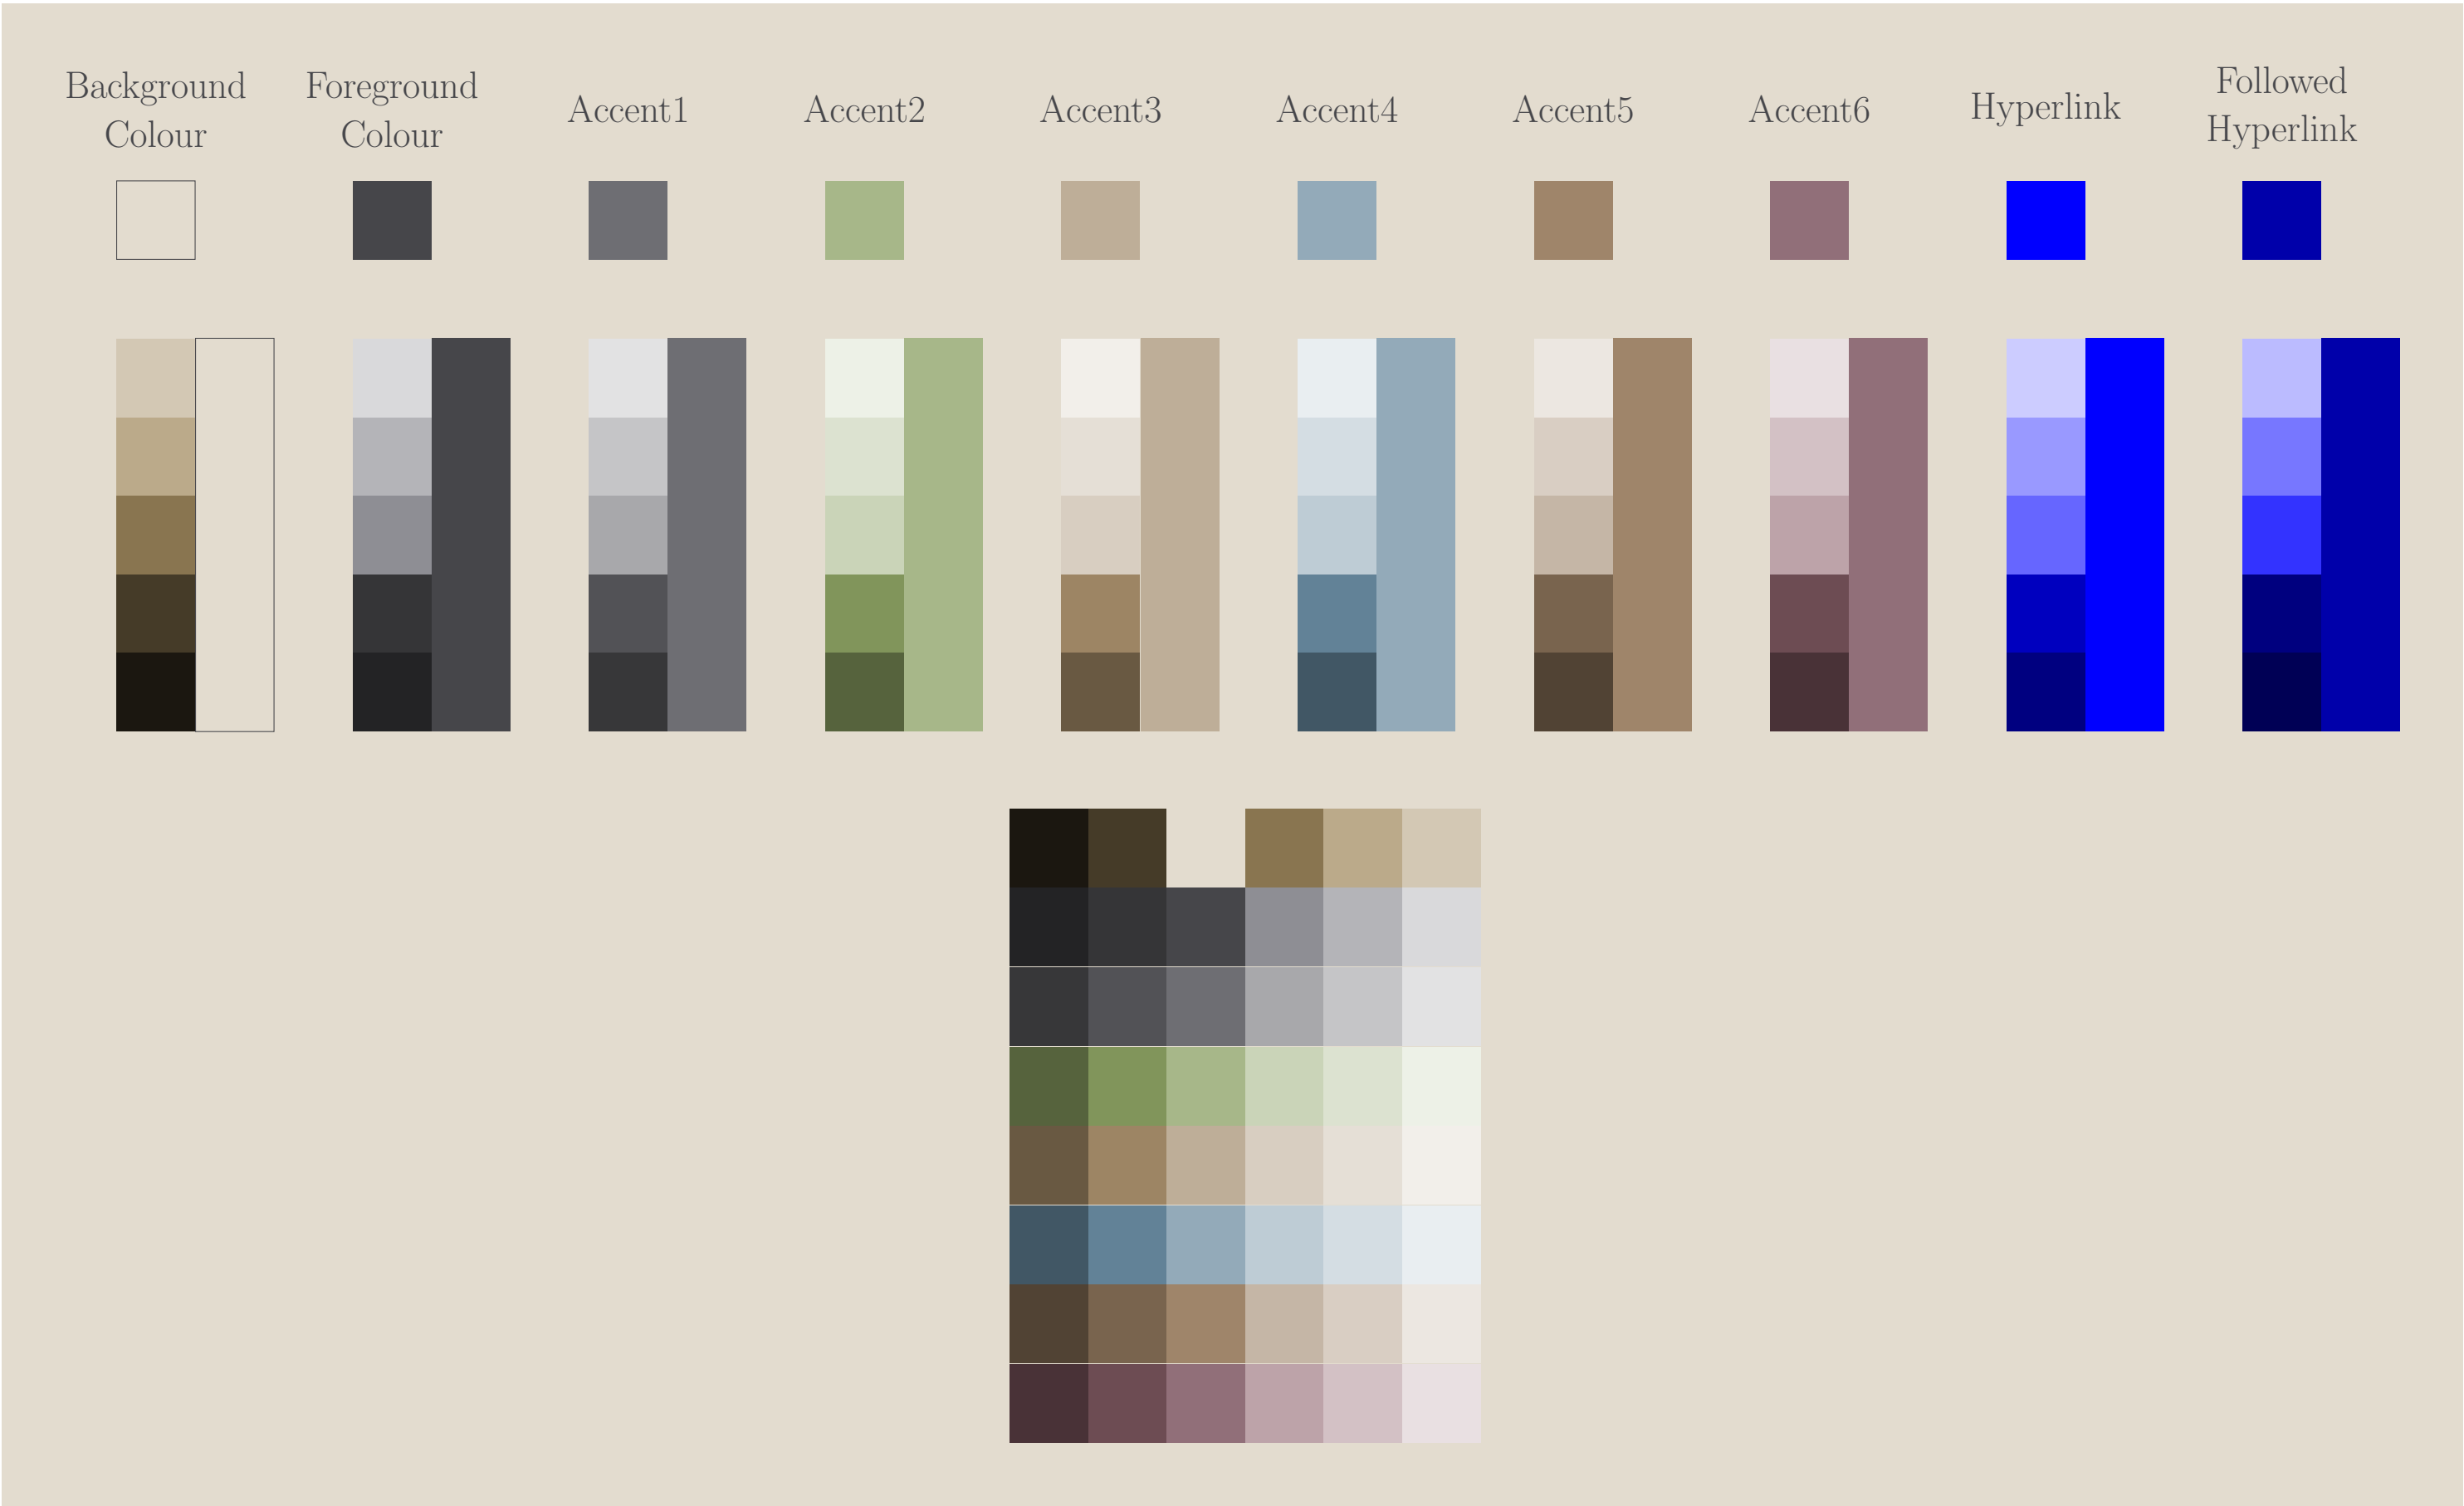 Background
Colour
Foreground
Colour
Accent1
Accent2
Accent3
Accent4
Accent5
Accent6
Hyperlink
Followed
Hyperlink